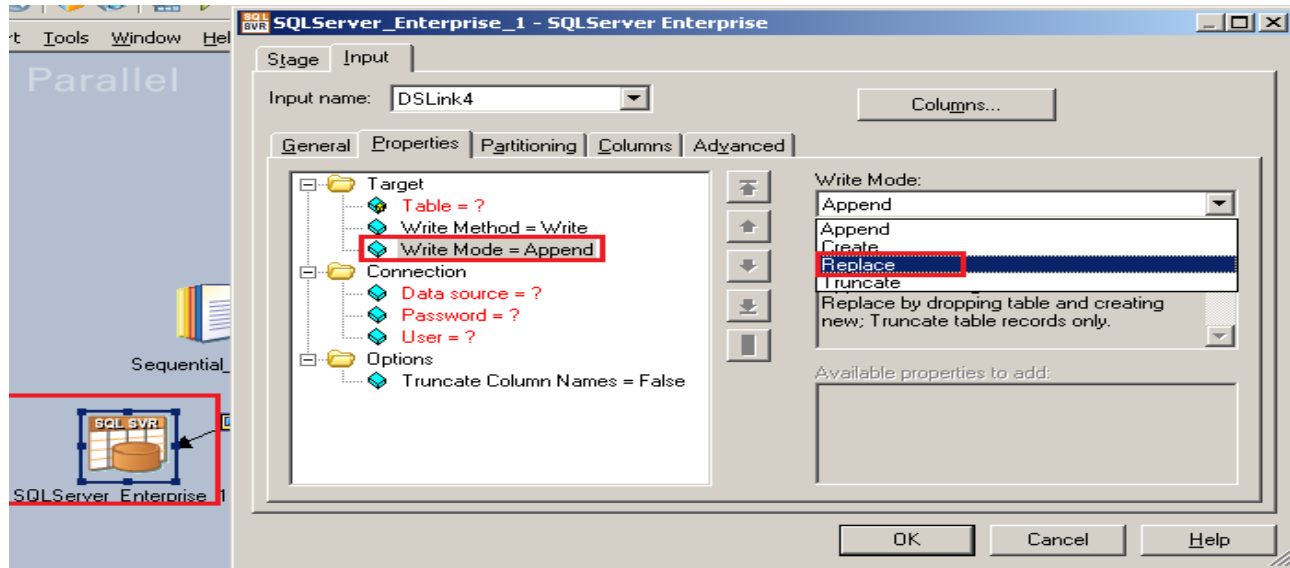 SQL SVR SQLServer_Enterprise_1 - SQLServer Enterprise
t Tools Window Hel
Parallel
Stage Input
Input name: DSLink4 Columns...
General Properties Partitioning Columns Advanced
Target
Table = ?
Write Method = Write
Write Mode = Append
Connection
Data source = ?
Password = ?
User = ?
Options
Truncate Column Names = False
Write Mode:
Append
Append
Create
Replace
Truncate
Replace by dropping table and creating
new; Truncate table records only.
Available properties to add:
Sequential_
SQL SVR
SQLServer_Enterprise_1
OK Cancel Help